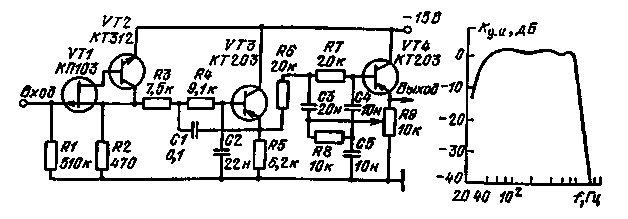 VT1
КП103
VT2
КТ312
Вход
R1
510к
R2
470
R3
7,5к
R4
9,1к
C1
0,1
C2
22н
VT3
КТ203
R5
6,2к
R6
20к
R7
20к
C3
20н
C4
10н
R8
10к
C5
10н
VT4
КТ203
-15В
Выход
R9
10к
Kу.и, дБ
0
-10
-20
-30
-40
20 40 10² f, Гц